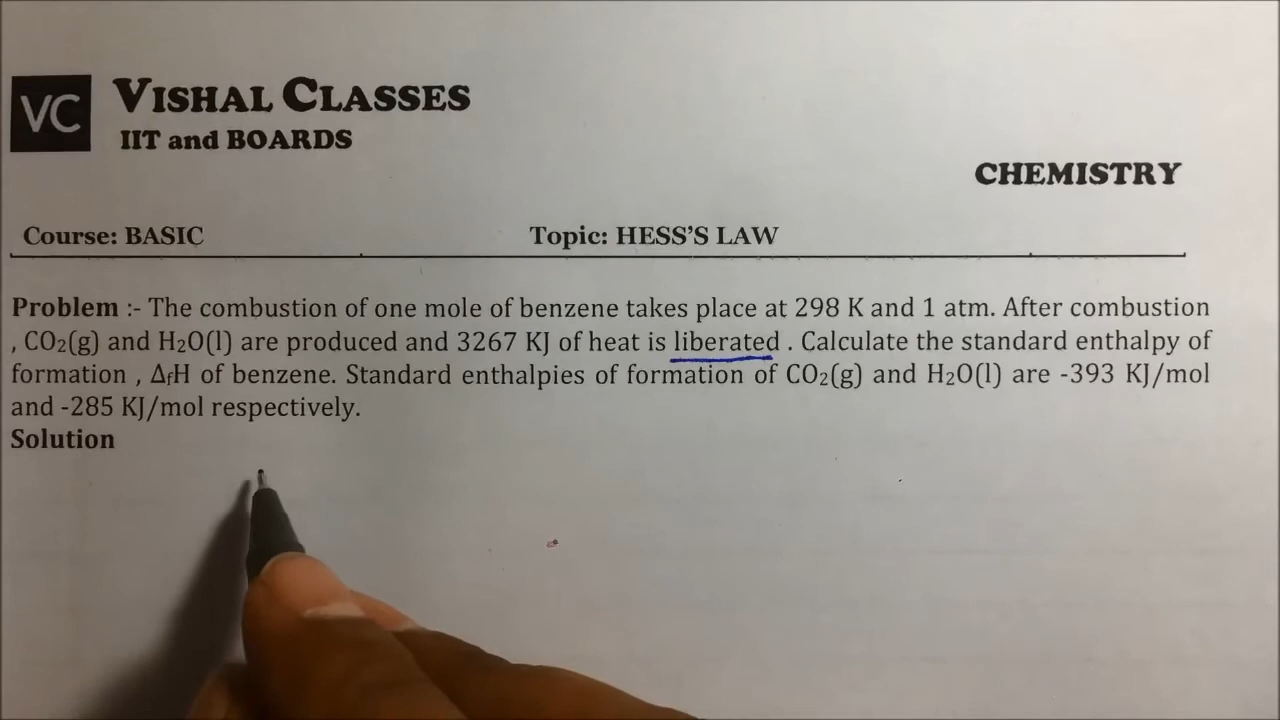 VC
VISHAL CLASSES
IIT and BOARDS
CHEMISTRY
Course: BASIC Topic: HESS'S LAW
Problem :- The combustion of one mole of benzene takes place at 298 K and 1 atm. After combustion
, CO₂(g) and H₂O(l) are produced and 3267 KJ of heat is liberated . Calculate the standard enthalpy of
formation , ΔfH of benzene. Standard enthalpies of formation of CO₂(g) and H₂O(l) are -393 KJ/mol
and -285 KJ/mol respectively.
Solution